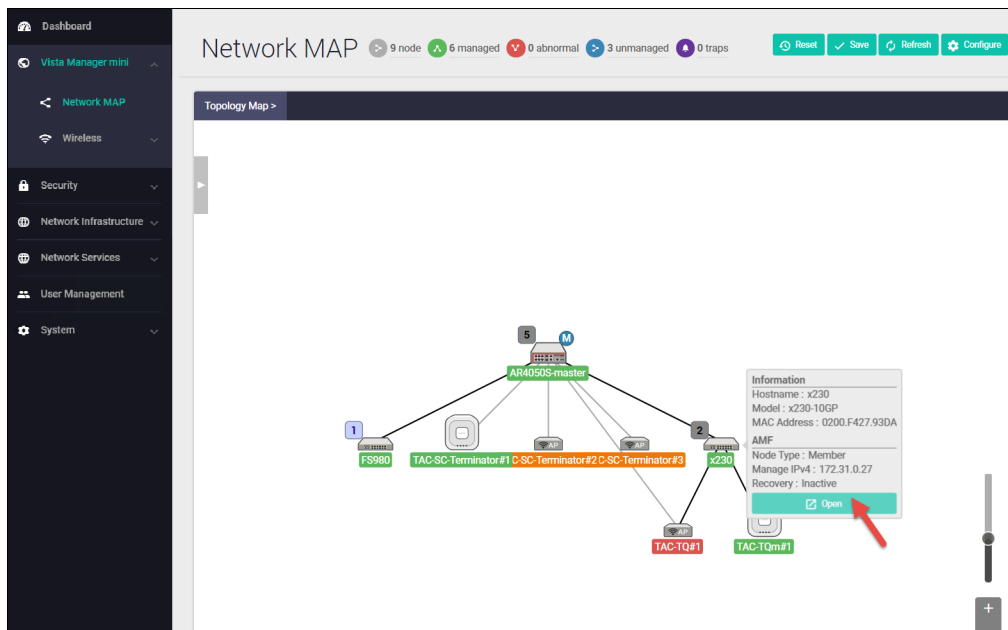 Dashboard
Vista Manager mini
Network MAP
Wireless
Security
Network Infrastructure
Network Services
User Management
System
Network MAP
9 node
6 managed
0 abnormal
3 unmanaged
0 traps
Reset
Save
Refresh
Configure
Topology Map >
5
M
AR4050S-master
1
FS980
TAC-SC-Terminator#1
AP
C-SC-Terminator#2
AP
C-SC-Terminator#3
2
x230
Information
Hostname : x230
Model : x230-10GP
MAC Address : 0200.F427.93DA
AMF
Node Type : Member
Manage IPv4 : 172.31.0.27
Recovery : Inactive
Open
AP
TAC-TQ#1
TAC-TQm#1
+